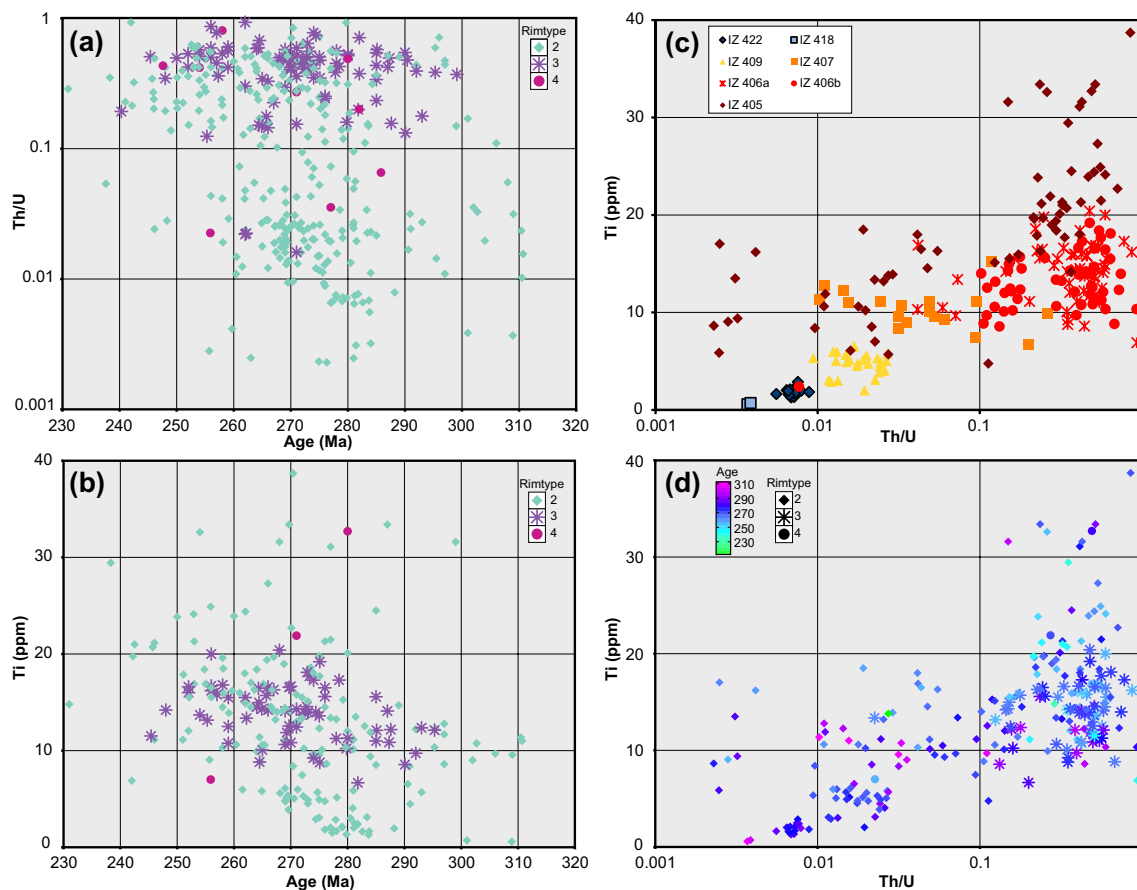 (a)
Rimtype
2
3
4
1
0.1
0.01
0.001
Th/U
230 240 250 260 270 280 290 300 310 320
Age (Ma)
(c)
IZ 422 IZ 418
IZ 409 IZ 407
IZ 406a IZ 406b
IZ 405
40
30
20
10
0
Ti (ppm)
0.001 0.01 0.1
Th/U
(b)
Rimtype
2
3
4
40
30
20
10
0
Ti (ppm)
230 240 250 260 270 280 290 300 310 320
Age (Ma)
(d)
Age
310
290
270
250
230
Rimtype
2
3
4
40
30
20
10
0
Ti (ppm)
0.001 0.01 0.1
Th/U